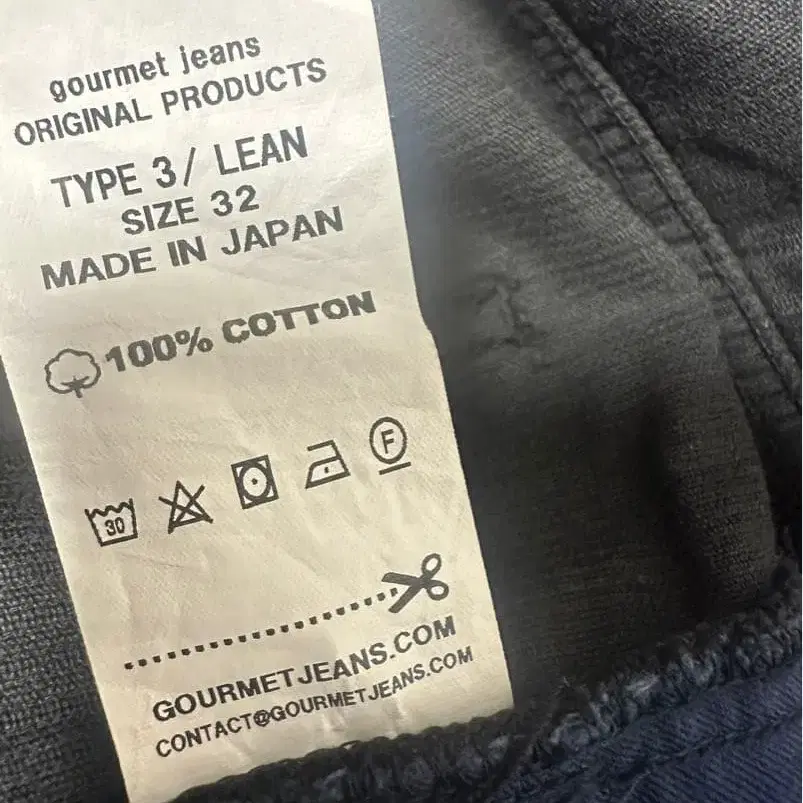 gourmet jeans
ORIGINAL PRODUCTS
TYPE 3/ LEAN
SIZE 32
MADE IN JAPAN
100% COTTON
30
F
GOURMETJEANS.COM
CONTACT@GOURMETJEANS.COM